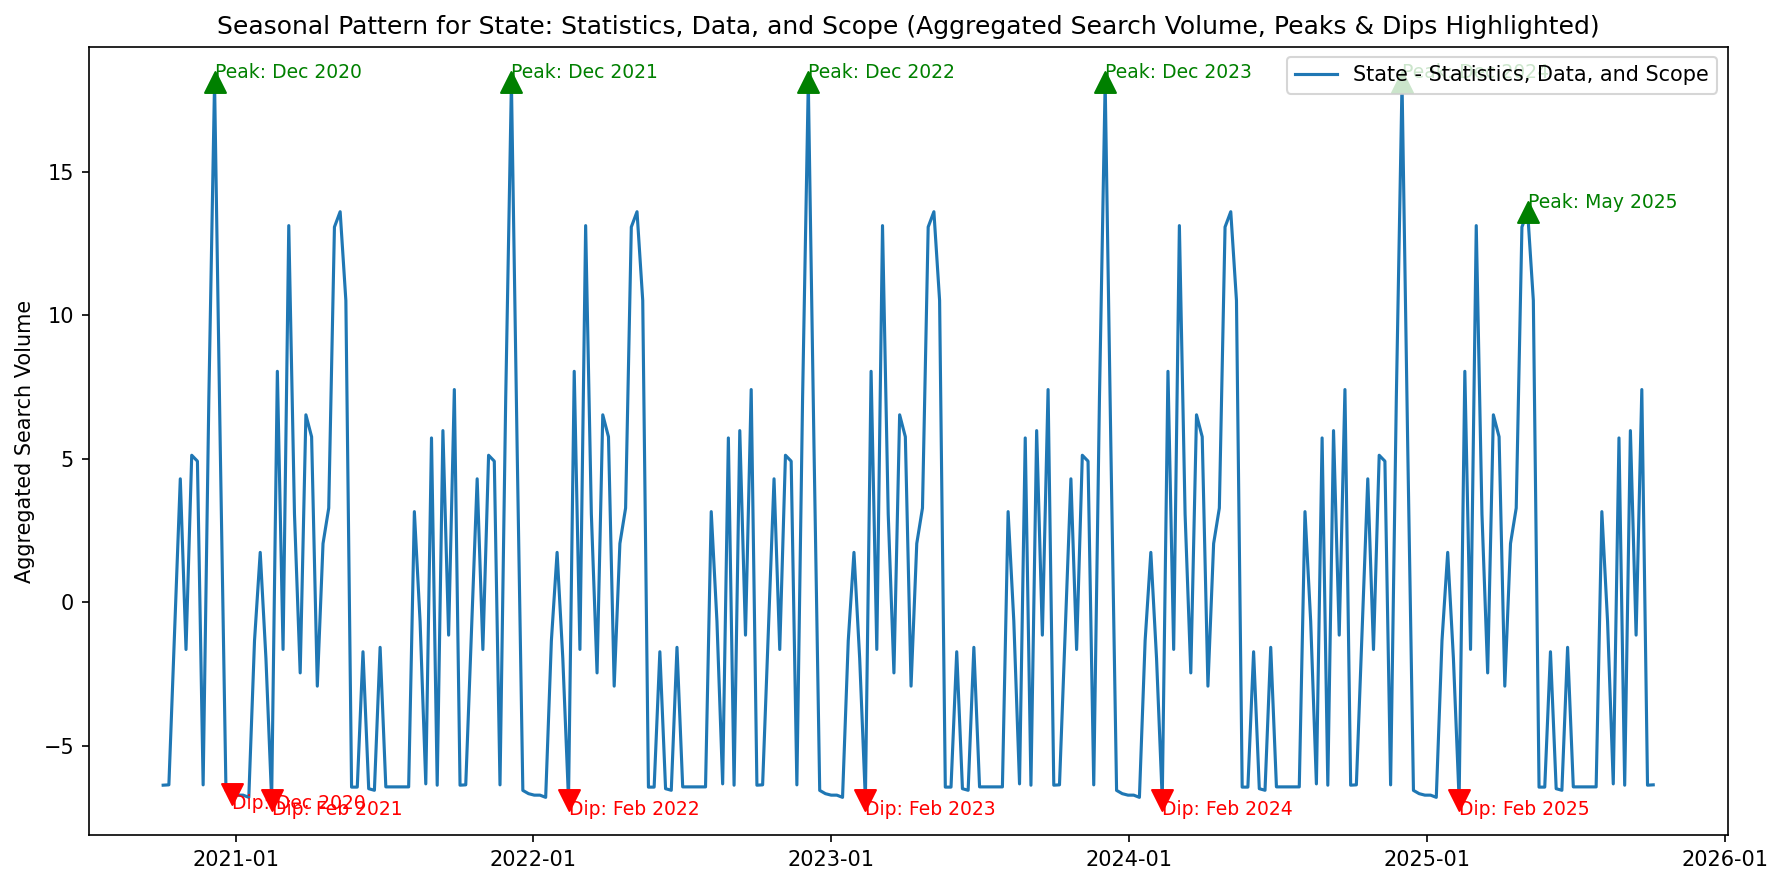 Seasonal Pattern for State: Statistics, Data, and Scope (Aggregated Search Volume, Peaks & Dips Highlighted)
Peak: Dec 2020
Peak: Dec 2021
Peak: Dec 2022
Peak: Dec 2023
Peak: Dec 2024
State - Statistics, Data, and Scope
Peak: May 2025
Aggregated Search Volume
15
10
5
0
−5
Dip: Dec 2020
Dip: Feb 2021
Dip: Feb 2022
Dip: Feb 2023
Dip: Feb 2024
Dip: Feb 2025
2021-01
2022-01
2023-01
2024-01
2025-01
2026-01